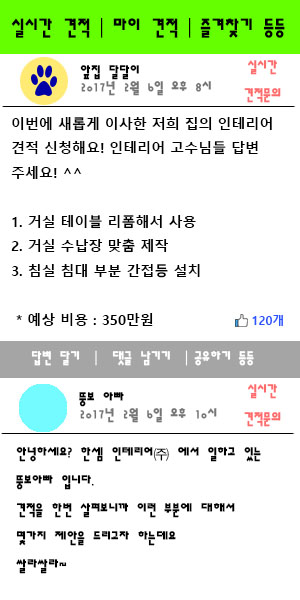 실시간 견적 | 마이 견적 | 즐겨찾기 등등
앞집 달달이
2017년 2월 6일 오후 8시
실시간
견적문의
이번에 새롭게 이사한 저희 집의 인테리어
견적 신청해요! 인테리어 고수님들 답변
주세요! ^^
1. 거실 테이블 리폼해서 사용
2. 거실 수납장 맞춤 제작
3. 침실 침대 부분 간접등 설치
* 예상 비용 : 350만원
120개
답변 달기 | 댓글 남기기 | 공유하기 등등
뚱보 아빠
2017년 2월 6일 오후 10시
실시간
견적문의
안녕하세요? 한셈 인테리어㈜ 에서 일하고 있는
뚱보아빠 입니다.
견적을 한번 살펴보니까 이런 부분에 대해서
몇가지 제안을 드리고자 하는데요
쌀라쌀라~